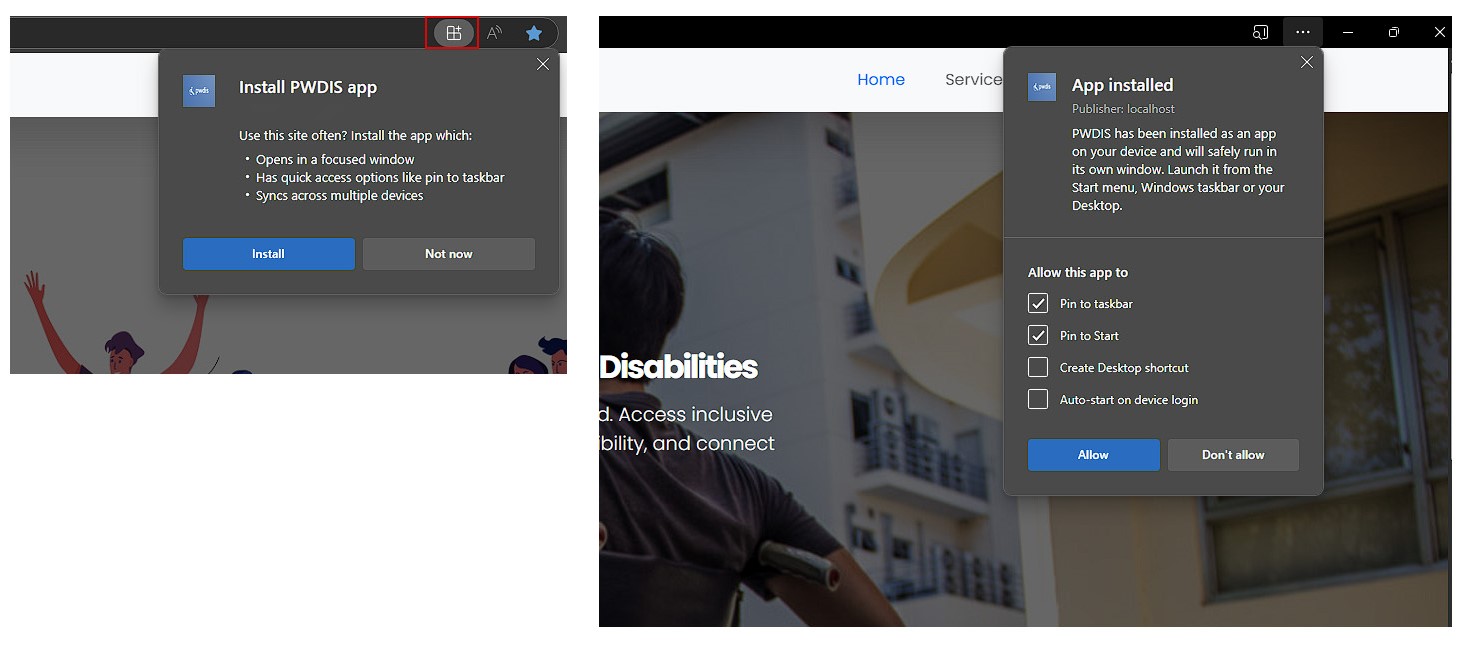 A
pwdis
Install PWDIS app
Use this site often? Install the app which:
• Opens in a focused window
• Has quick access options like pin to taskbar
• Syncs across multiple devices
Install
Not now
Home
Service
pwdis
App installed
Publisher: localhost
PWDIS has been installed as an app
on your device and will safely run in
its own window. Launch it from the
Start menu, Windows taskbar or your
Desktop.
Allow this app to
Pin to taskbar
Pin to Start
Create Desktop shortcut
Auto-start on device login
Allow
Don't allow
Disabilities
d. Access inclusive
ibility, and connect